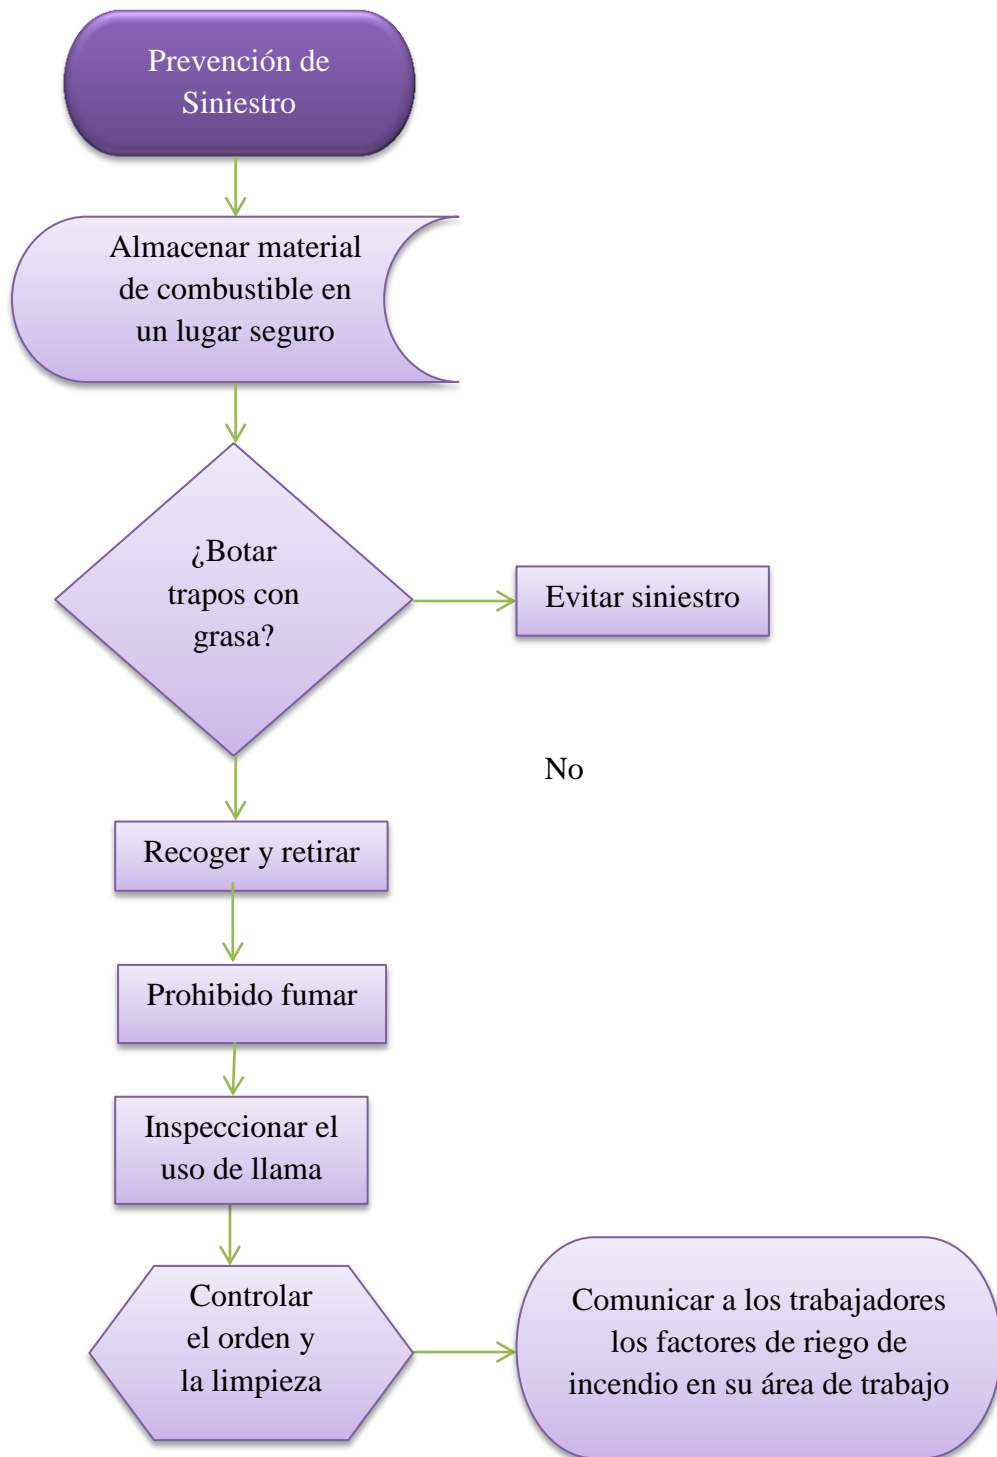 Prevención de
Siniestro
Almacenar material
de combustible en
un lugar seguro
¿Botar
trapos con
grasa?
Evitar siniestro
No
Recoger y retirar
Prohibido fumar
Inspeccionar el
uso de llama
Controlar
el orden y
la limpieza
Comunicar a los trabajadores
los factores de riego de
incendio en su área de trabajo